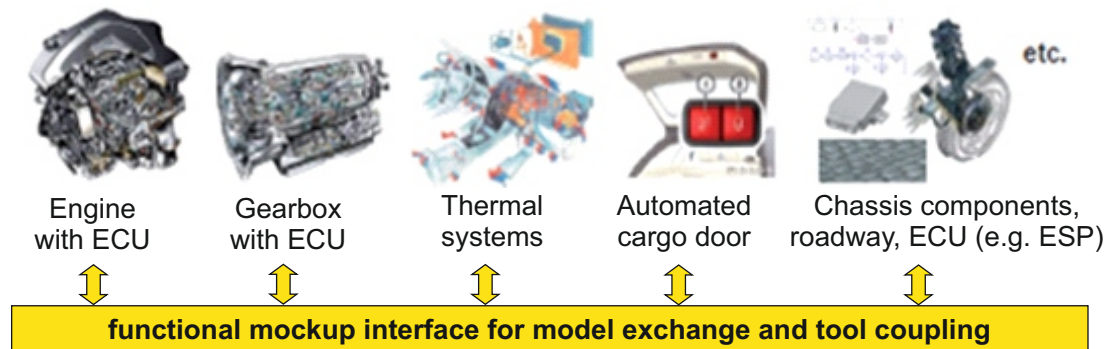 etc.
Engine
with ECU
Gearbox
with ECU
Thermal
systems
Automated
cargo door
Chassis components,
roadway, ECU (e.g. ESP)
functional mockup interface for model exchange and tool coupling